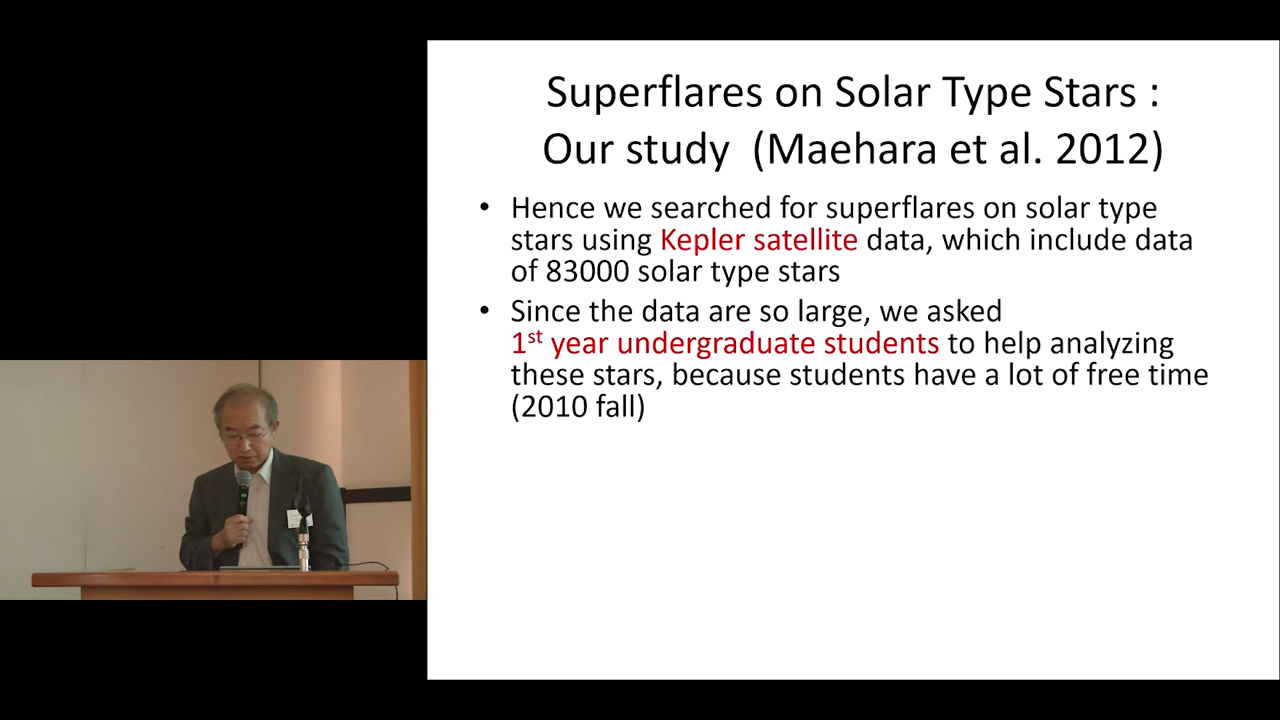 Superflares on Solar Type Stars :
Our study (Maehara et al. 2012)
• Hence we searched for superflares on solar type
stars using Kepler satellite data, which include data
of 83000 solar type stars
• Since the data are so large, we asked
1st year undergraduate students to help analyzing
these stars, because students have a lot of free time
(2010 fall)